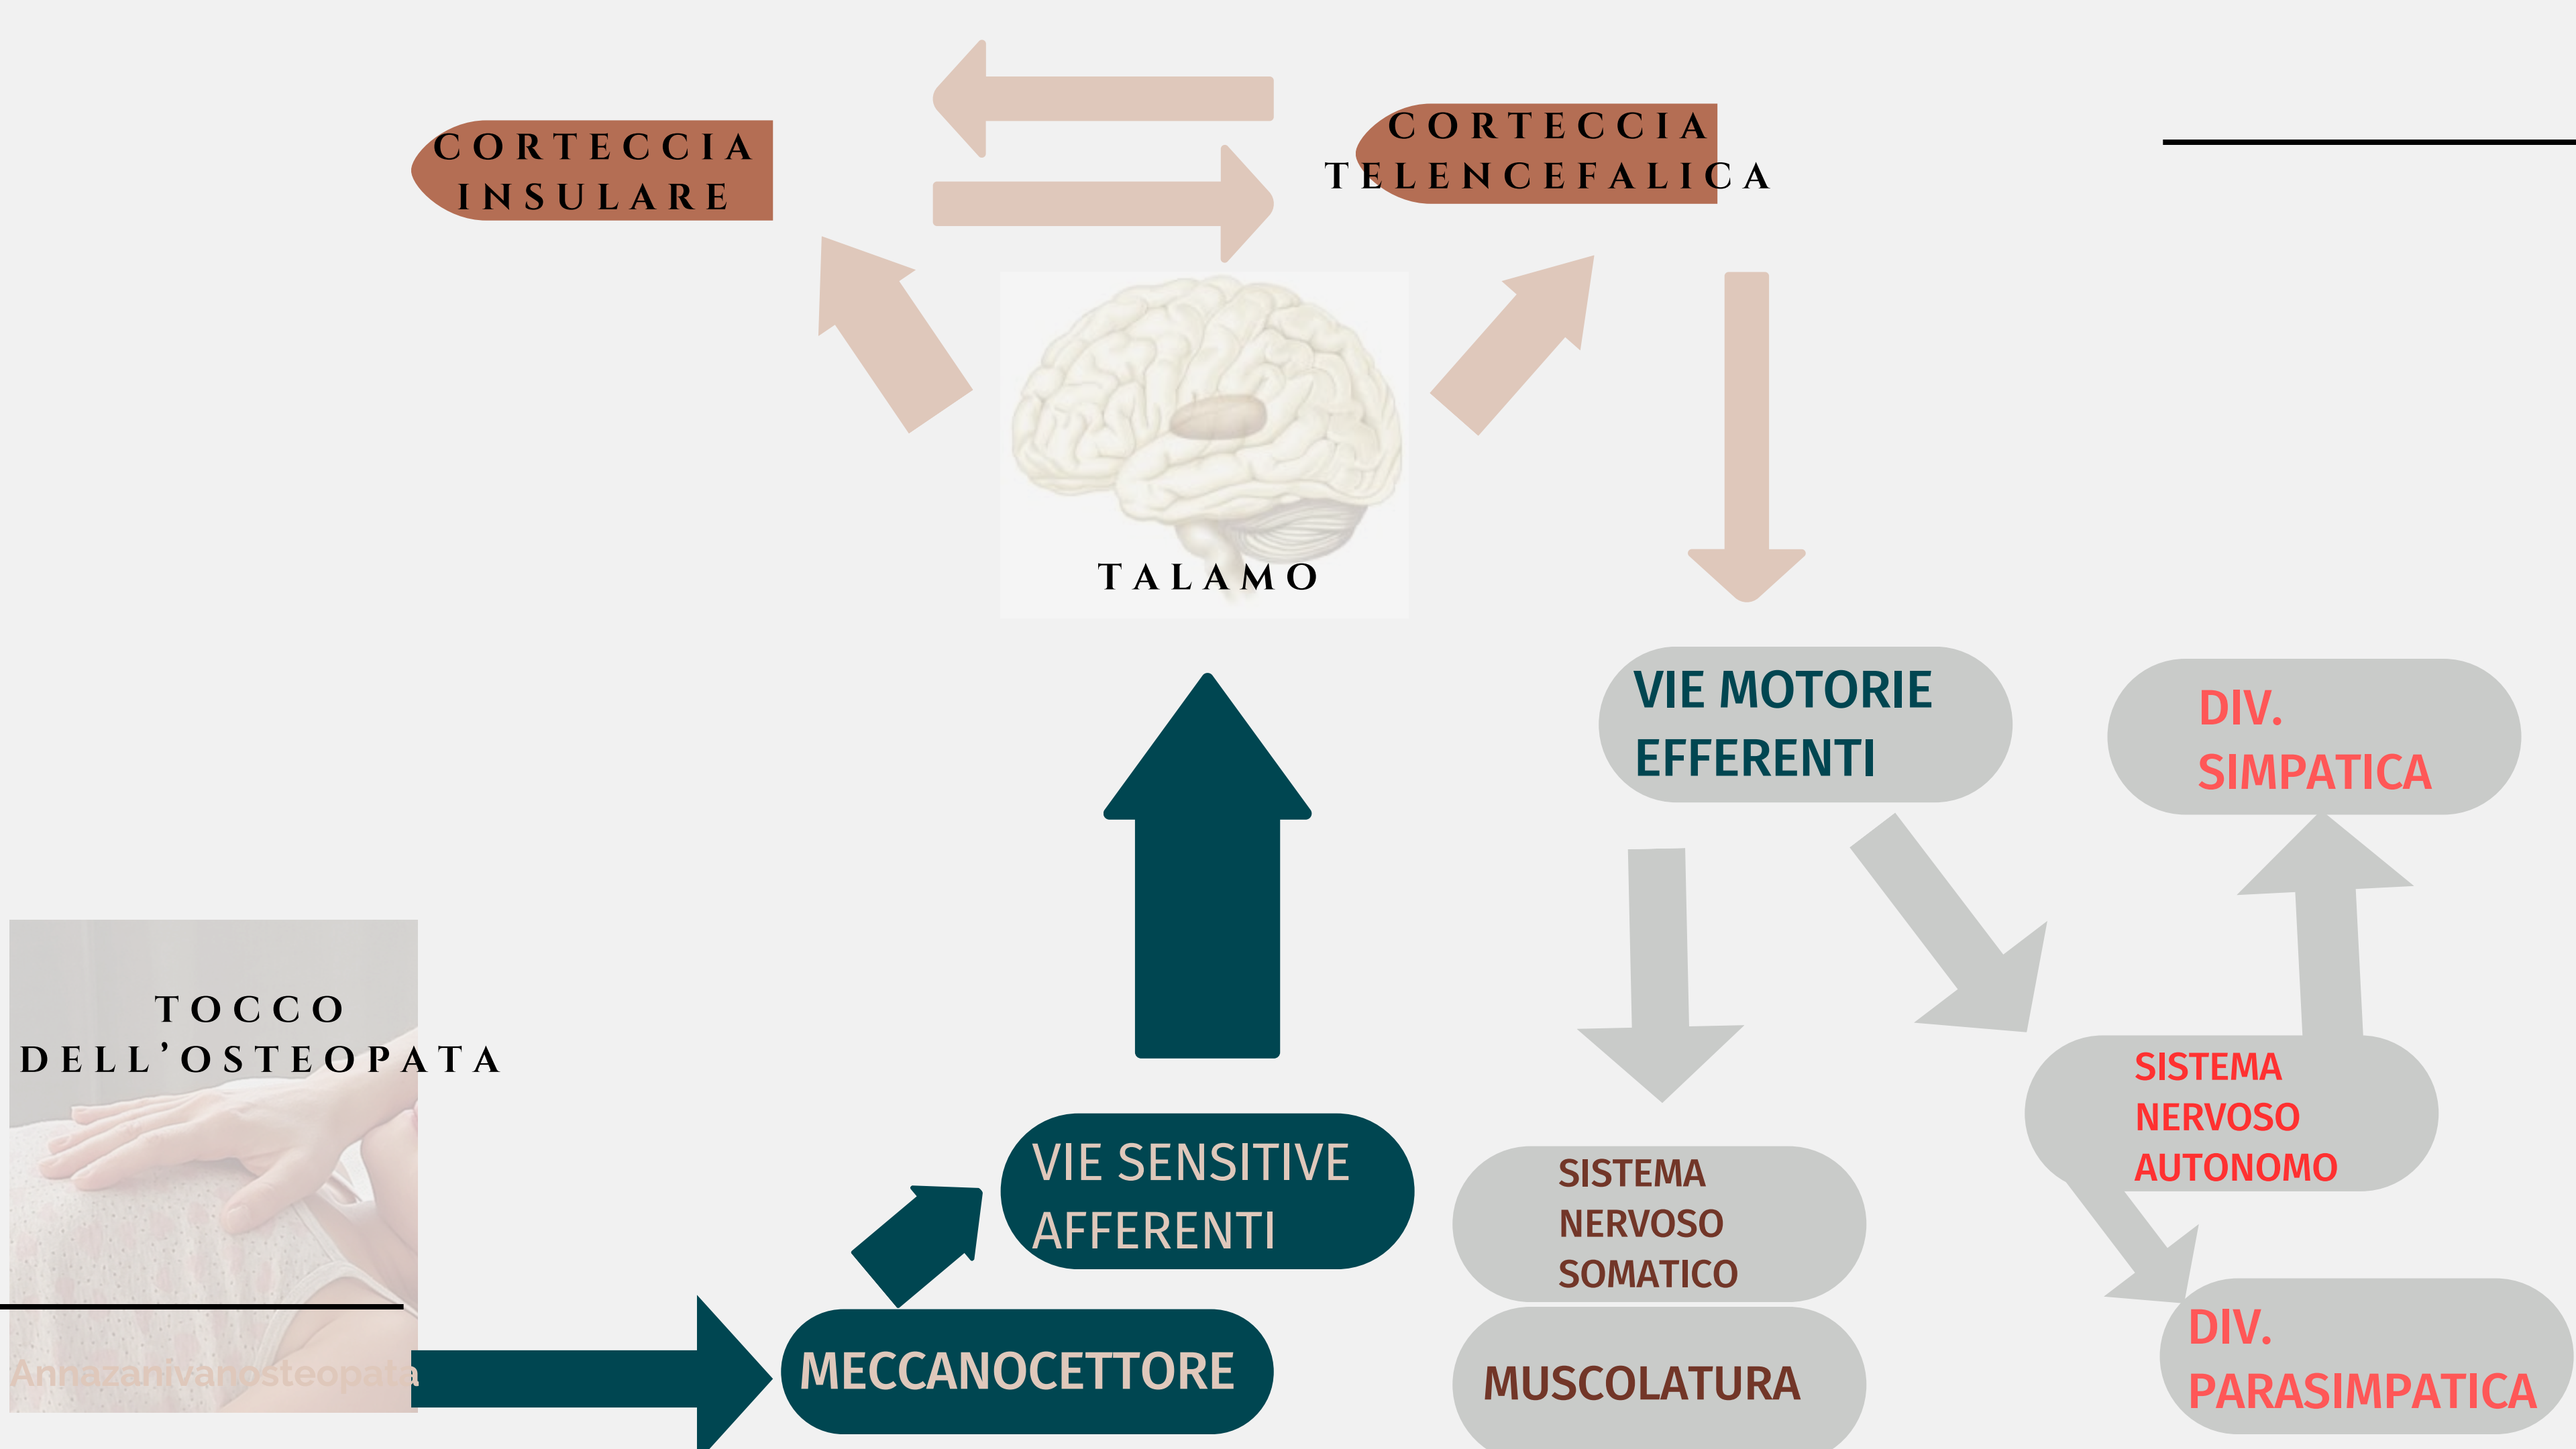 CORTECCIA
INSULARE
CORTECCIA
TELENCEFALICA
TALAMO
VIE MOTORIE
EFFERENTI
DIV.
SIMPATICA
TOCCO
DELL’OSTEOPATA
SISTEMA
NERVOSO
AUTONOMO
VIE SENSITIVE
AFFERENTI
SISTEMA
NERVOSO
SOMATICO
MECCANOCETTORE
MUSCOLATURA
DIV.
PARASIMPATICA
Annazanivanosteopata